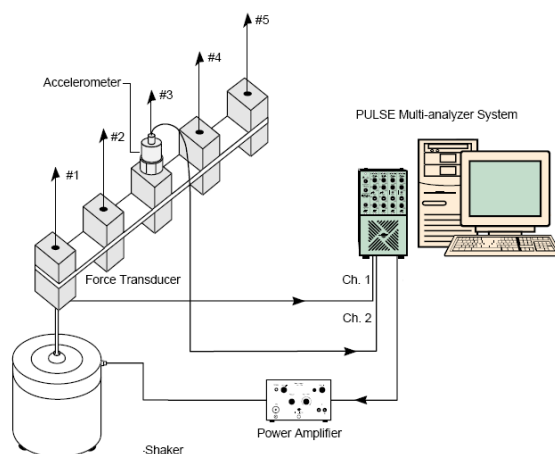 #5
#4
Accelerometer
#3
#2
PULSE Multi-analyzer System
#1
Force Transducer
Ch. 1
Ch. 2
Power Amplifier
-Shaker